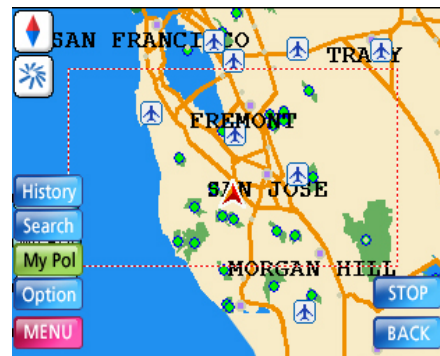 SAN FRANCISCO
TRACY
FREMONT
SAN JOSE
History
Search
My PoI
MORGAN HILL
Option
STOP
MENU
BACK